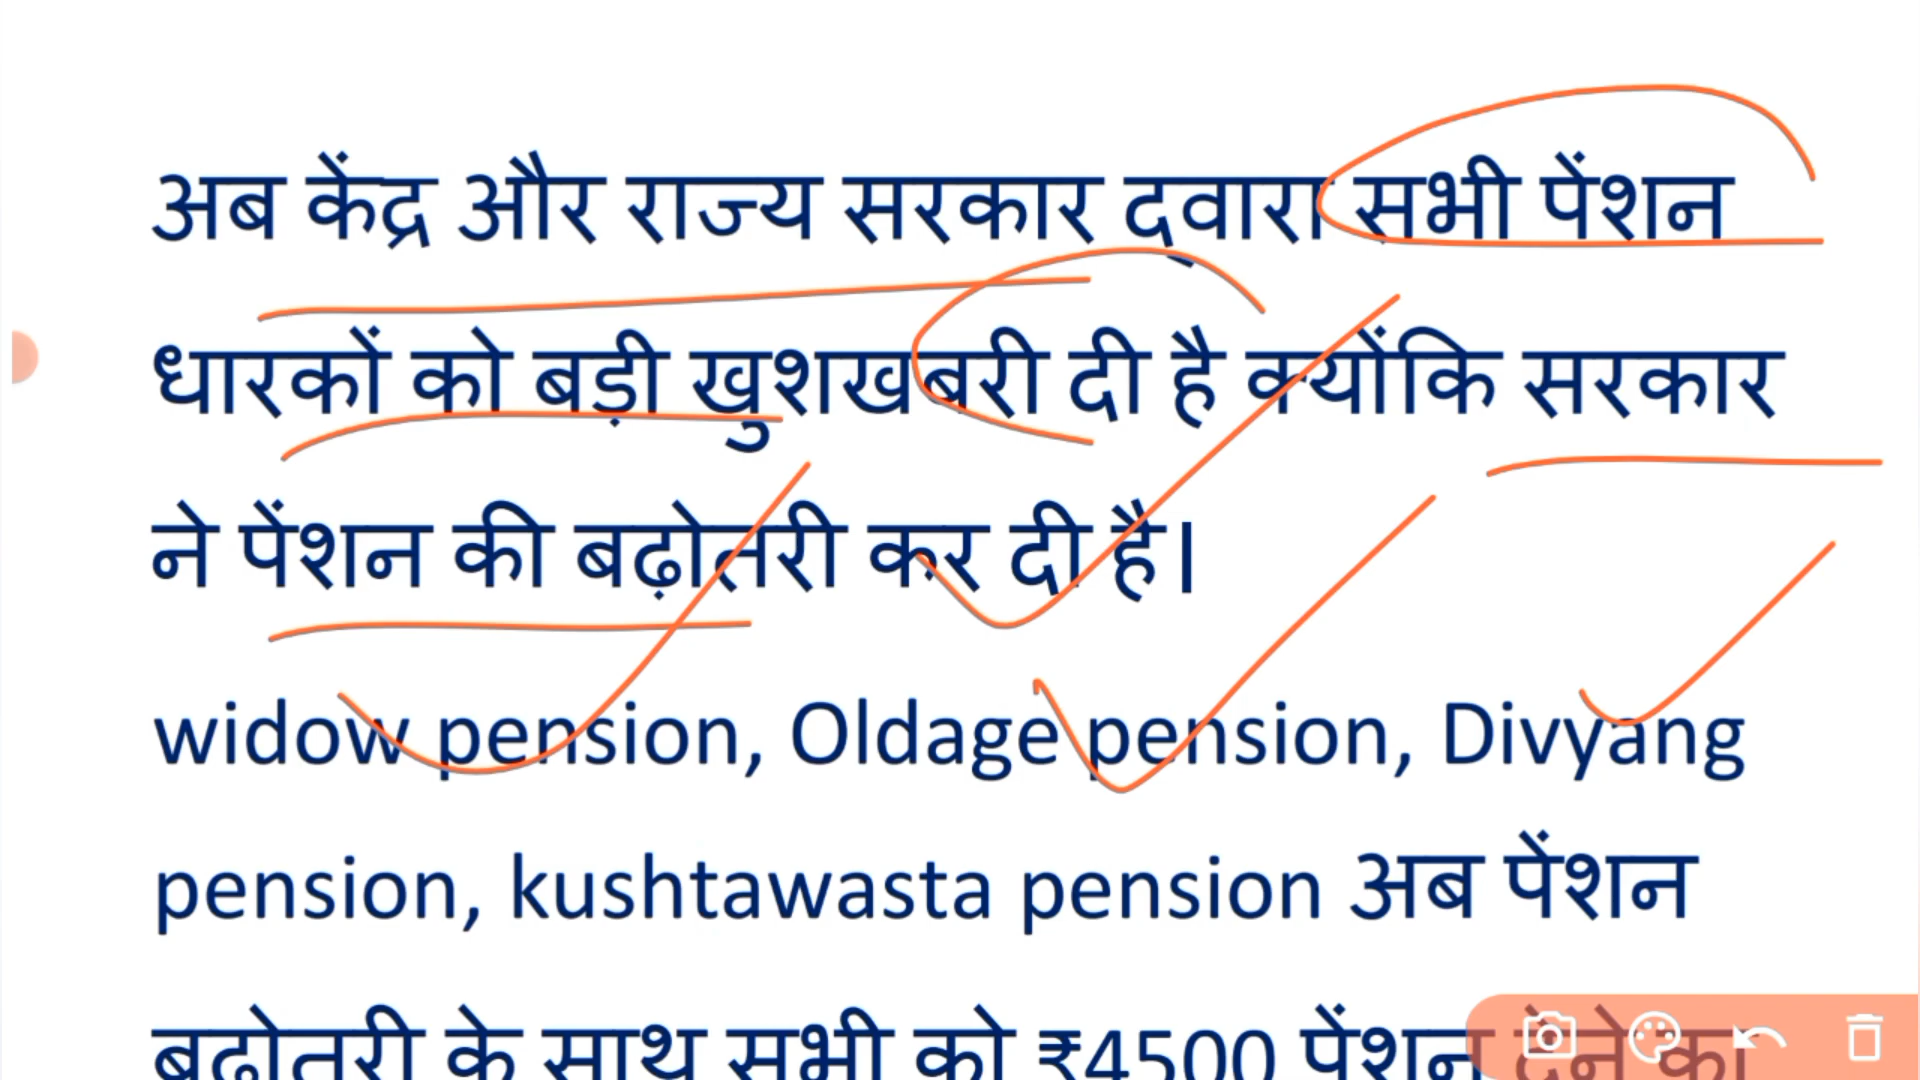 अब केंद्र और राज्य सरकार द्वारा सभी पेंशन
धारकों को बड़ी खुशखबरी दी है क्योंकि सरकार
ने पेंशन की बढ़ोतरी कर दी है।
widow pension, Oldage pension, Divyang
pension, kushtawasta pension अब पेंशन
बढ़ोतरी के साथ सभी को ₹4500 पेंशन देने का